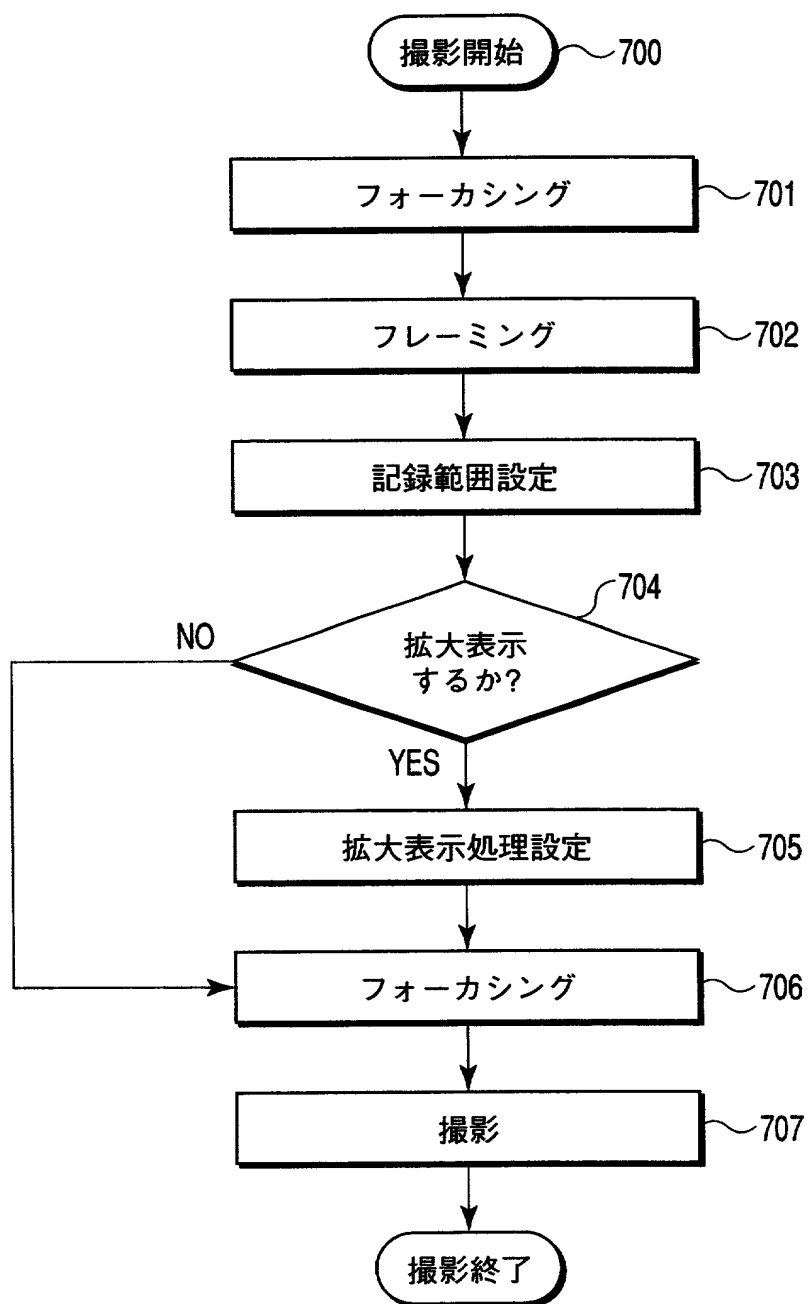 撮影開始
700
フォーカシング
701
フレーミング
702
記録範囲設定
703
704
拡大表示
するか?
NO
YES
拡大表示処理設定
705
フォーカシング
706
撮影
707
撮影終了